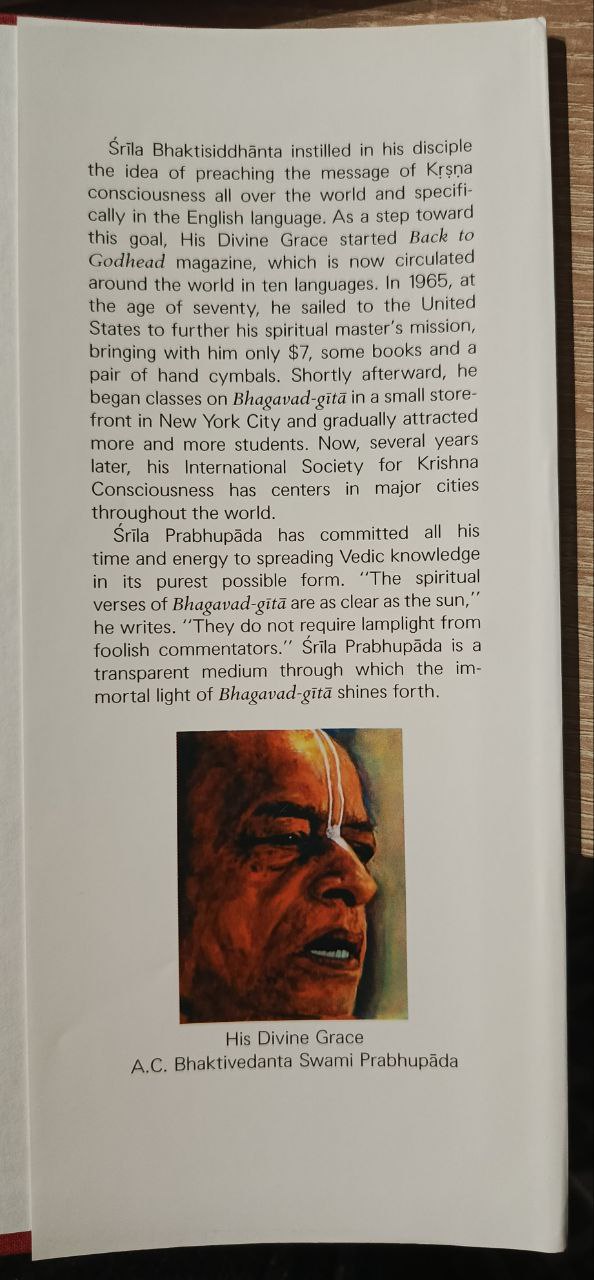 Śrīla Bhaktisiddhānta instilled in his disciple
the idea of preaching the message of Kṛṣṇa
consciousness all over the world and specifi-
cally in the English language. As a step toward
this goal, His Divine Grace started Back to
Godhead magazine, which is now circulated
around the world in ten languages. In 1965, at
the age of seventy, he sailed to the United
States to further his spiritual master's mission,
bringing with him only $7, some books and a
pair of hand cymbals. Shortly afterward, he
began classes on Bhagavad-gītā in a small store-
front in New York City and gradually attracted
more and more students. Now, several years
later, his International Society for Krishna
Consciousness has centers in major cities
throughout the world.
Śrīla Prabhupāda has committed all his
time and energy to spreading Vedic knowledge
in its purest possible form. "The spiritual
verses of Bhagavad-gītā are as clear as the sun,"
he writes. "They do not require lamplight from
foolish commentators." Śrīla Prabhupāda is a
transparent medium through which the im-
mortal light of Bhagavad-gītā shines forth.
His Divine Grace
A.C. Bhaktivedanta Swami Prabhupāda